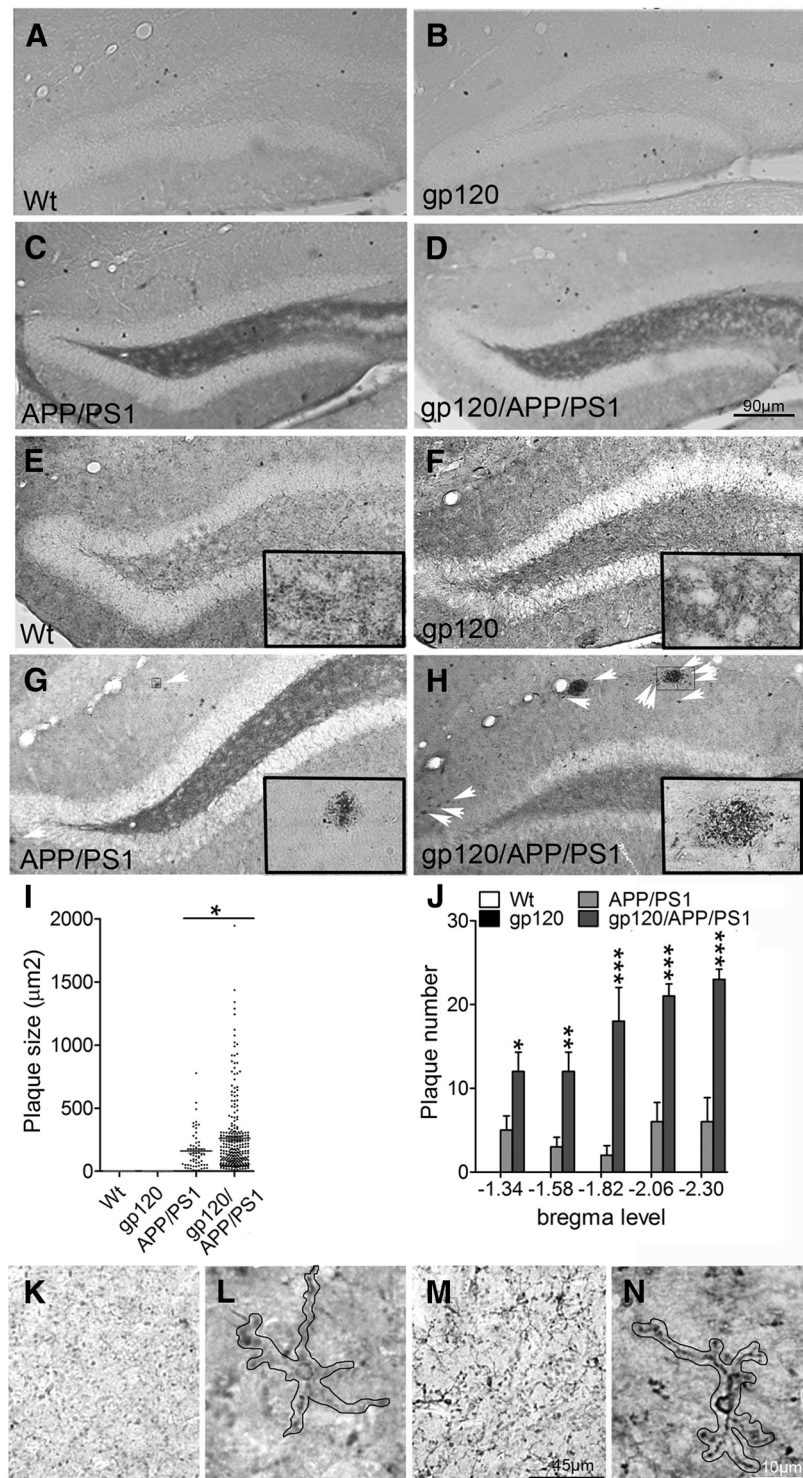 A
Wt
B
gp120
C
APP/PS1
D
gp120/APP/PS1
90µm
E
Wt
F
gp120
G
APP/PS1
H
gp120/APP/PS1
I
*
Plaque size (µm2)
2000
1500
1000
500
0
Wt
gp120
APP/PS1
gp120/
APP/PS1
J
Wt
APP/PS1
gp120
gp120/APP/PS1
Plaque number
30
20
10
0
*
**
***
***
***
-1.34 -1.58 -1.82 -2.06 -2.30
bregma level
K
L
M
45µm
N
10µm